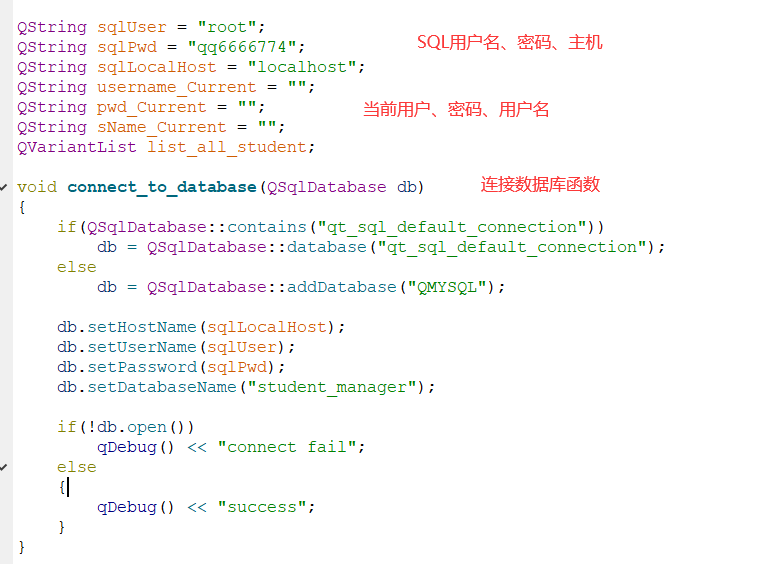 QString sqlUser = "root";
QString sqlPwd = "qq6666774";
SQL用户名、密码、主机
QString sqlLocalHost = "localhost";
QString username_Current = "";
QString pwd_Current = "";
当前用户、密码、用户名
QString sName_Current = "";
QVariantList list_all_student;
void connect_to_database(QSqlDatabase db)
连接数据库函数
{
if(QSqlDatabase::contains("qt_sql_default_connection"))
db = QSqlDatabase::database("qt_sql_default_connection");
else
db = QSqlDatabase::addDatabase("QMYSQL");
db.setHostName(sqlLocalHost);
db.setUserName(sqlUser);
db.setPassword(sqlPwd);
db.setDatabaseName("student_manager");
if(!db.open())
qDebug() << "connect fail";
else
{
qDebug() << "success";
}
}